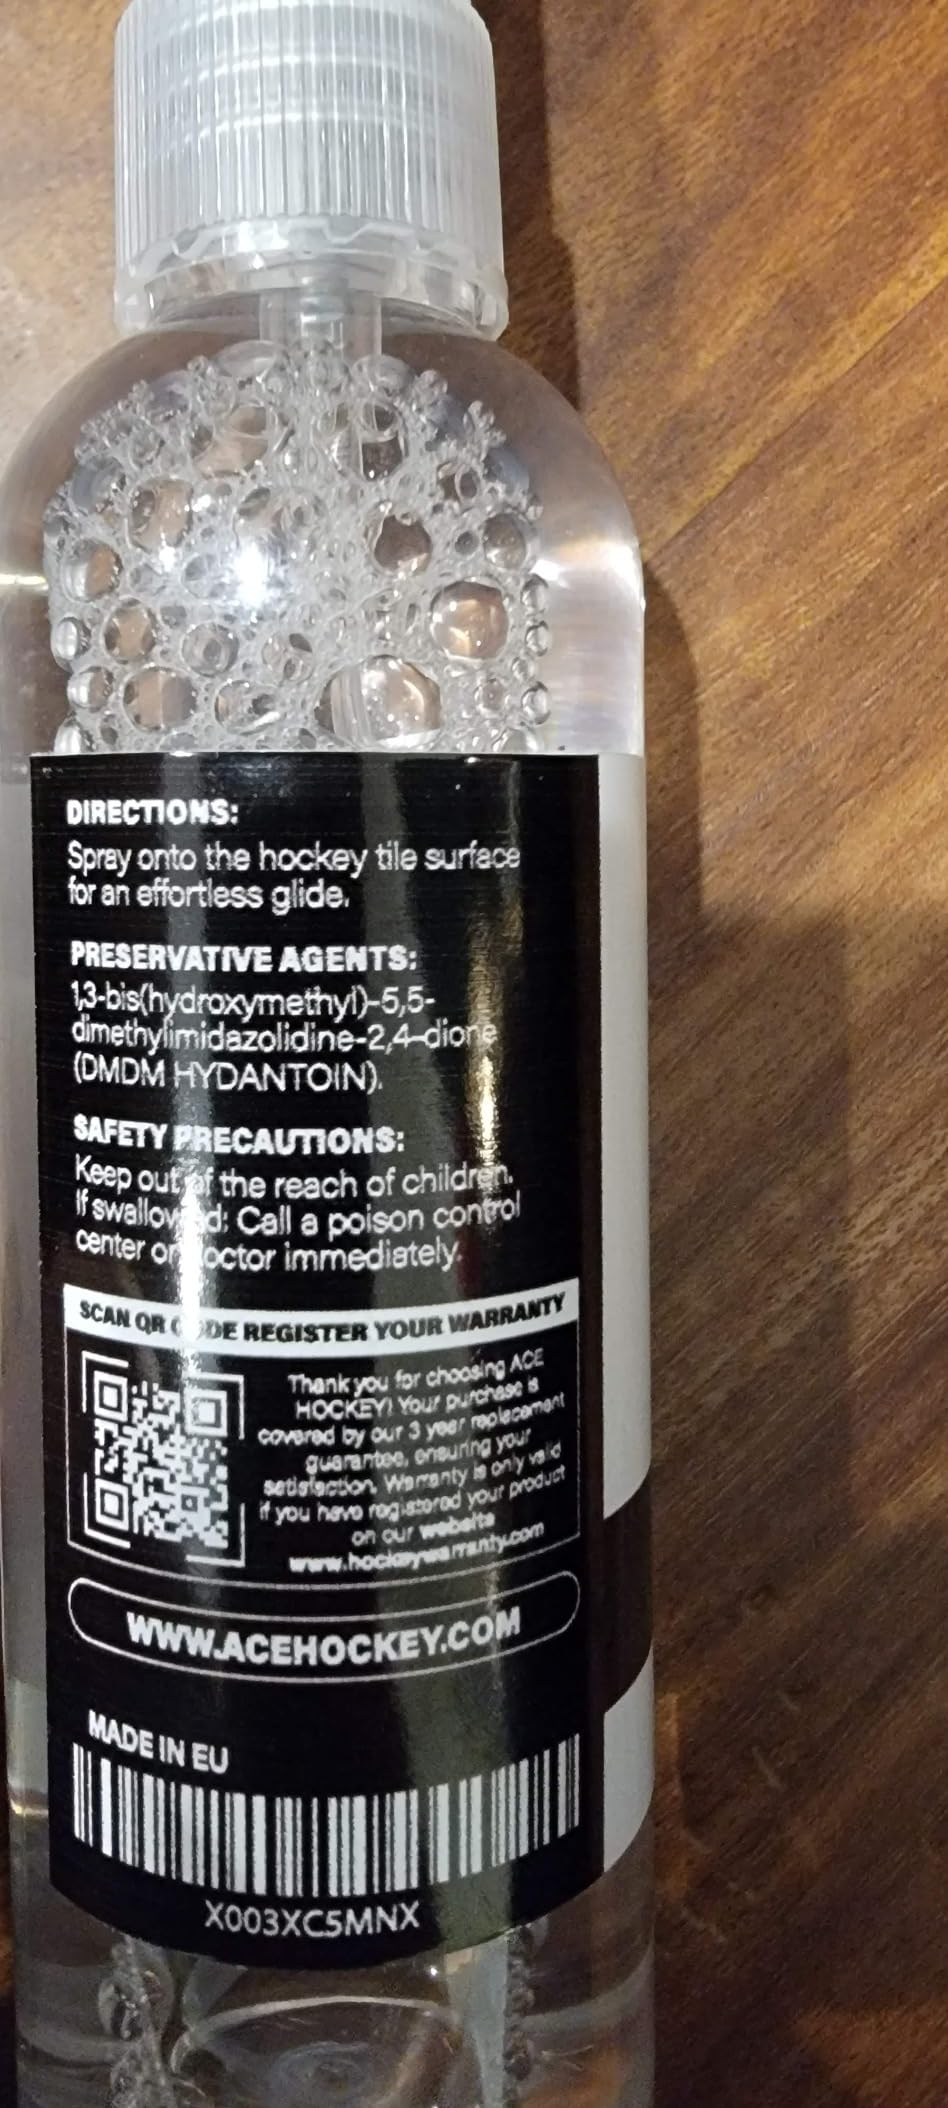 DIRECTIONS:
Spray onto the hockey tile surface
for an effortless glide.
PRESERVATIVE AGENTS:
1,3-bis(hydroxymethyl)-5,5-
dimethylimidazolidine-2,4-dione
(DMDM HYDANTOIN).
SAFETY PRECAUTIONS:
Keep out of the reach of children.
If swallowed: Call a poison control
center or doctor immediately.
SCAN QR CODE REGISTER YOUR WARRANTY
Thank you for choosing ACE
HOCKEY! Your purchase is
covered by our 3 year replacement
guarantee, ensuring your
satisfaction. Warranty is only valid
if you have registered your product
on our website
www.hockeywarranty.com
WWW.ACEHOCKEY.COM
MADE IN EU
X003XC5MNX